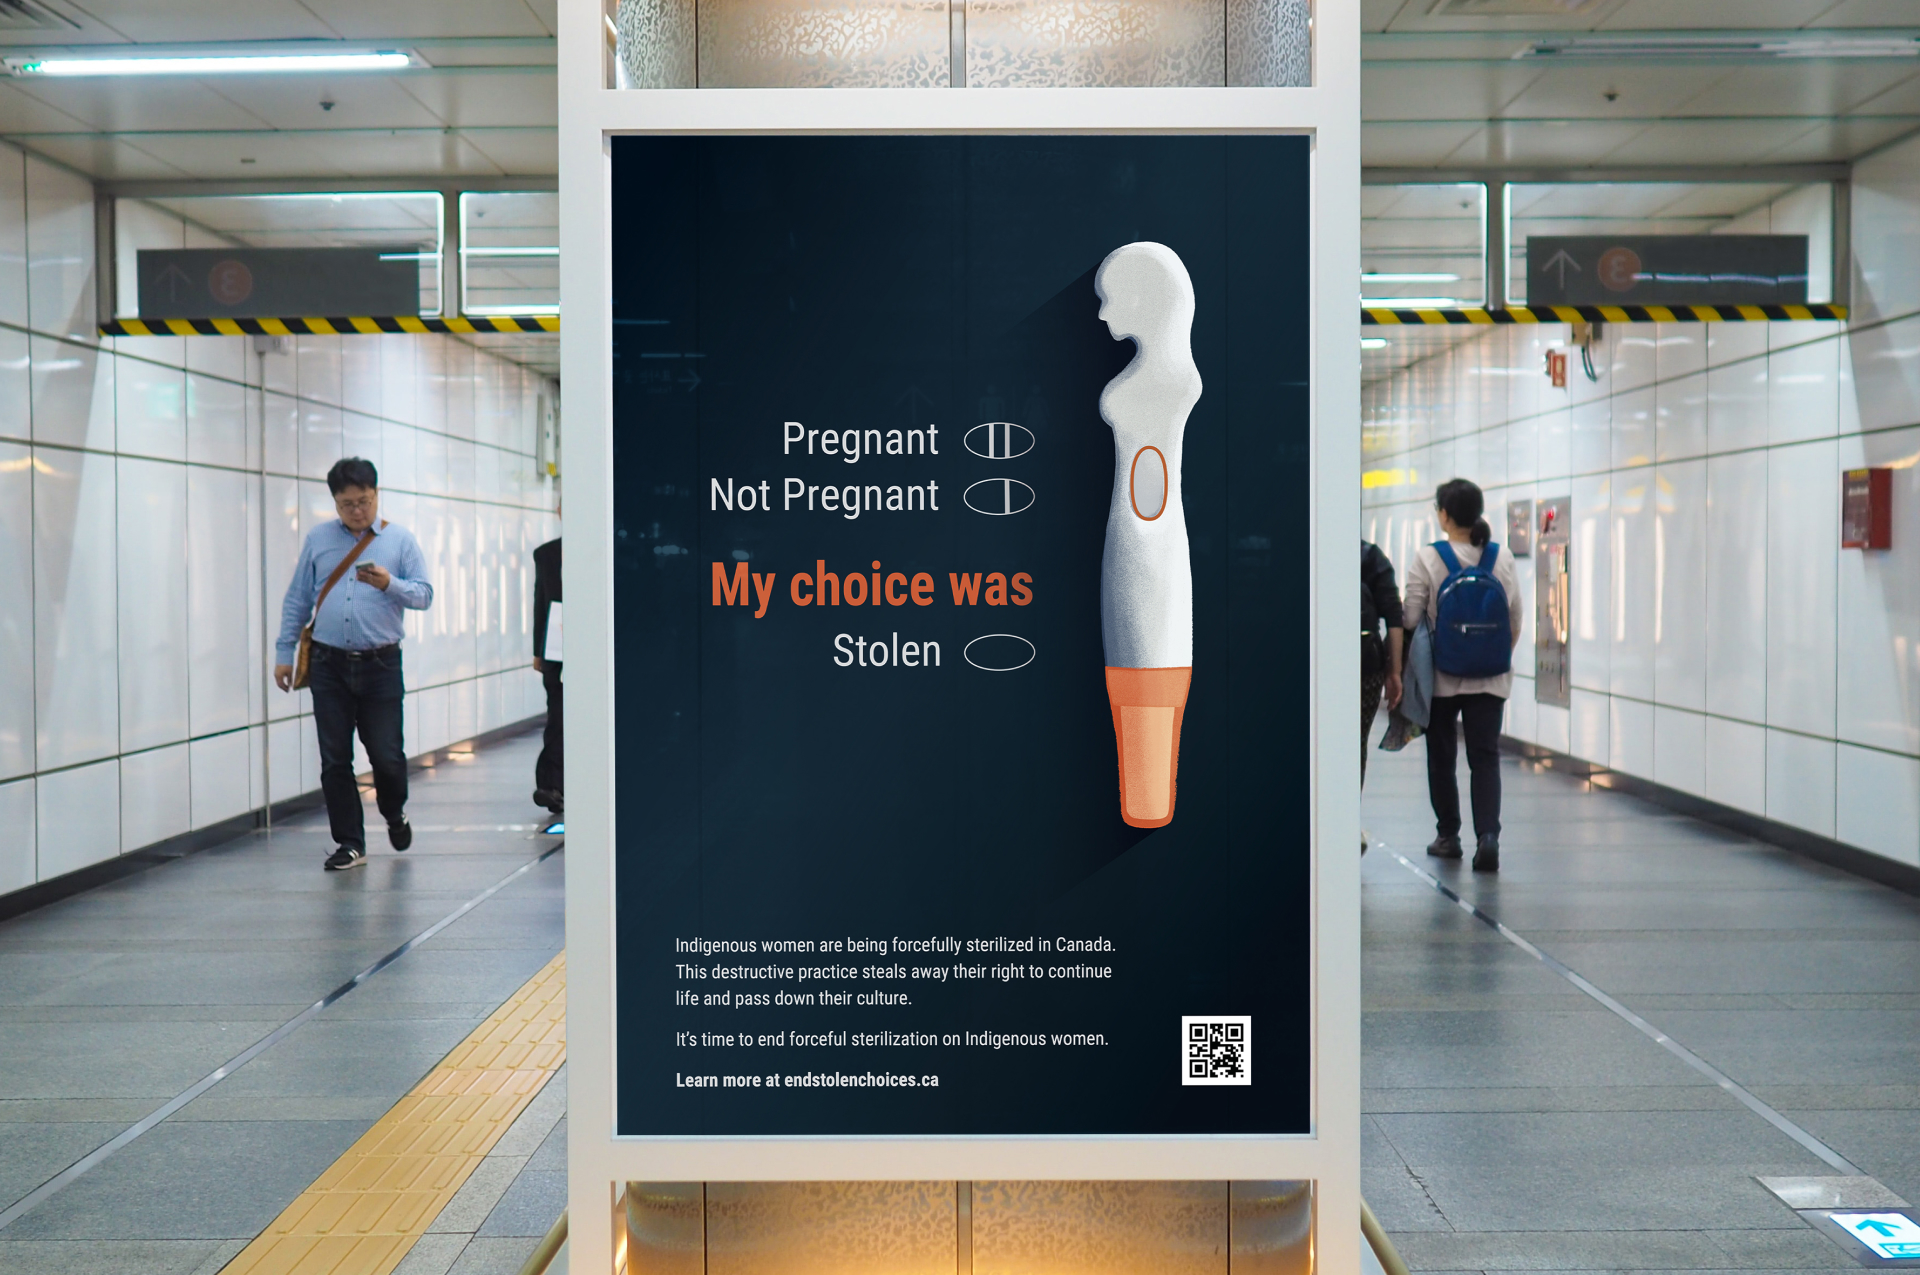 Pregnant
Not Pregnant
My choice was
Stolen
Indigenous women are being forcefully sterilized in Canada.
This destructive practice steals away their right to continue
life and pass down their culture.
It's time to end forceful sterilization on Indigenous women.
Learn more at endstolenchoices.ca